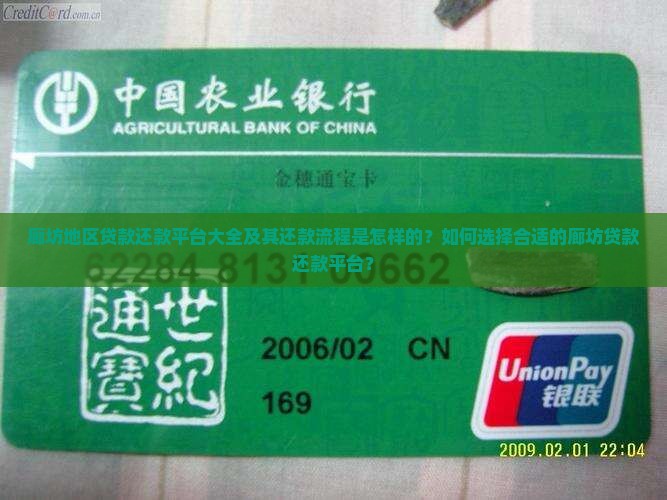 CreditCard.com.cn
中国农业银行
AGRICULTURAL BANK OF CHINA
金穗通宝卡
廊坊地区贷款还款平台大全及其还款流程是怎样的？如何选择合适的廊坊贷款
还款平台？
62284 8131 00662
世纪
通寶
2006/02 CN
169
UnionPay
银联
2009.02.01 22:04